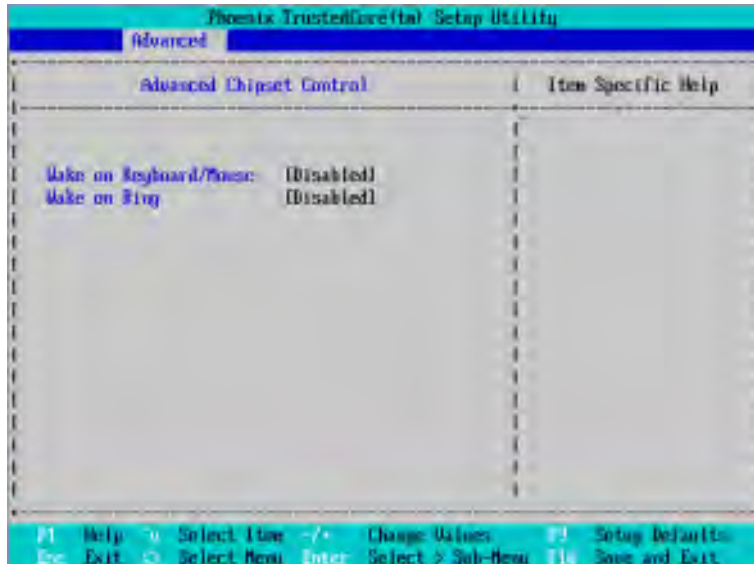 Phoenix TrustedCore(tm) Setup Utility
Advanced
Advanced Chipset Control
Item Specific Help
Wake on Keyboard/Mouse: [Disabled]
Wake on Ring [Disabled]
F1 Help Select Item -/+ Change Values F9 Setup Defaults
Esc Exit Select Menu Enter Select > Sub-Menu F10 Save and Exit